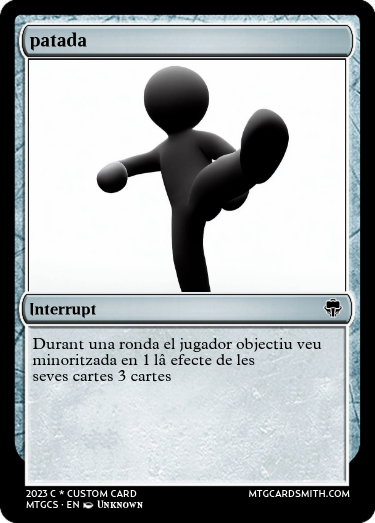 patada
Interrupt
Durant una ronda el jugador objectiu veu
minoritzada en 1 lâ efecte de les
seves cartes 3 cartes
2023 C * CUSTOM CARD
MTGCARDSMITH.COM
MTGCS · EN Unknown